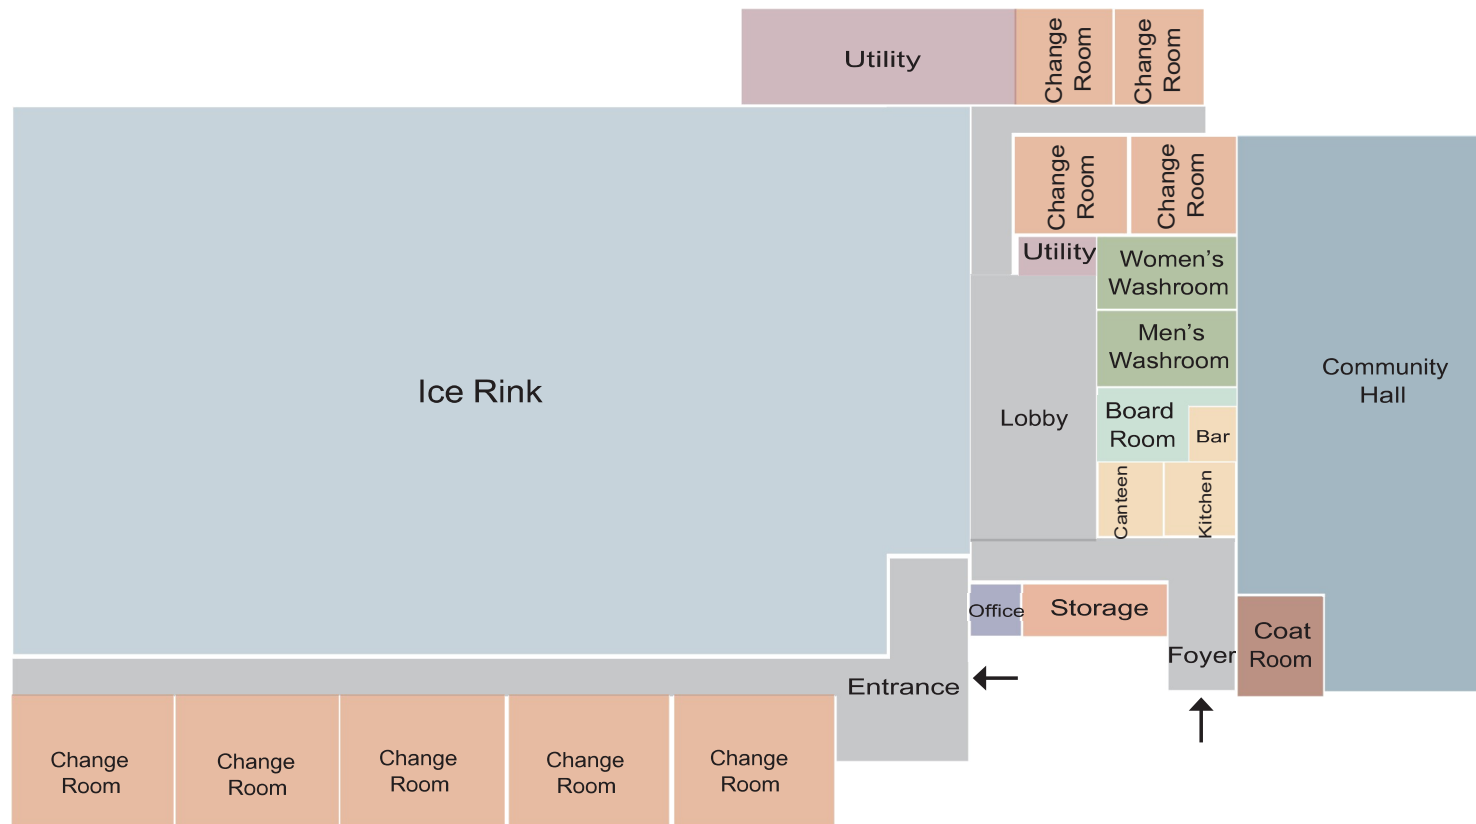 Utility
Change
Room
Change
Room
Change
Room
Change
Room
Utility
Women's
Washroom
Men's
Washroom
Community
Hall
Ice Rink
Lobby
Board
Room
Bar
Canteen
Kitchen
Office
Storage
Foyer
Coat
Room
Entrance
Change
Room
Change
Room
Change
Room
Change
Room
Change
Room